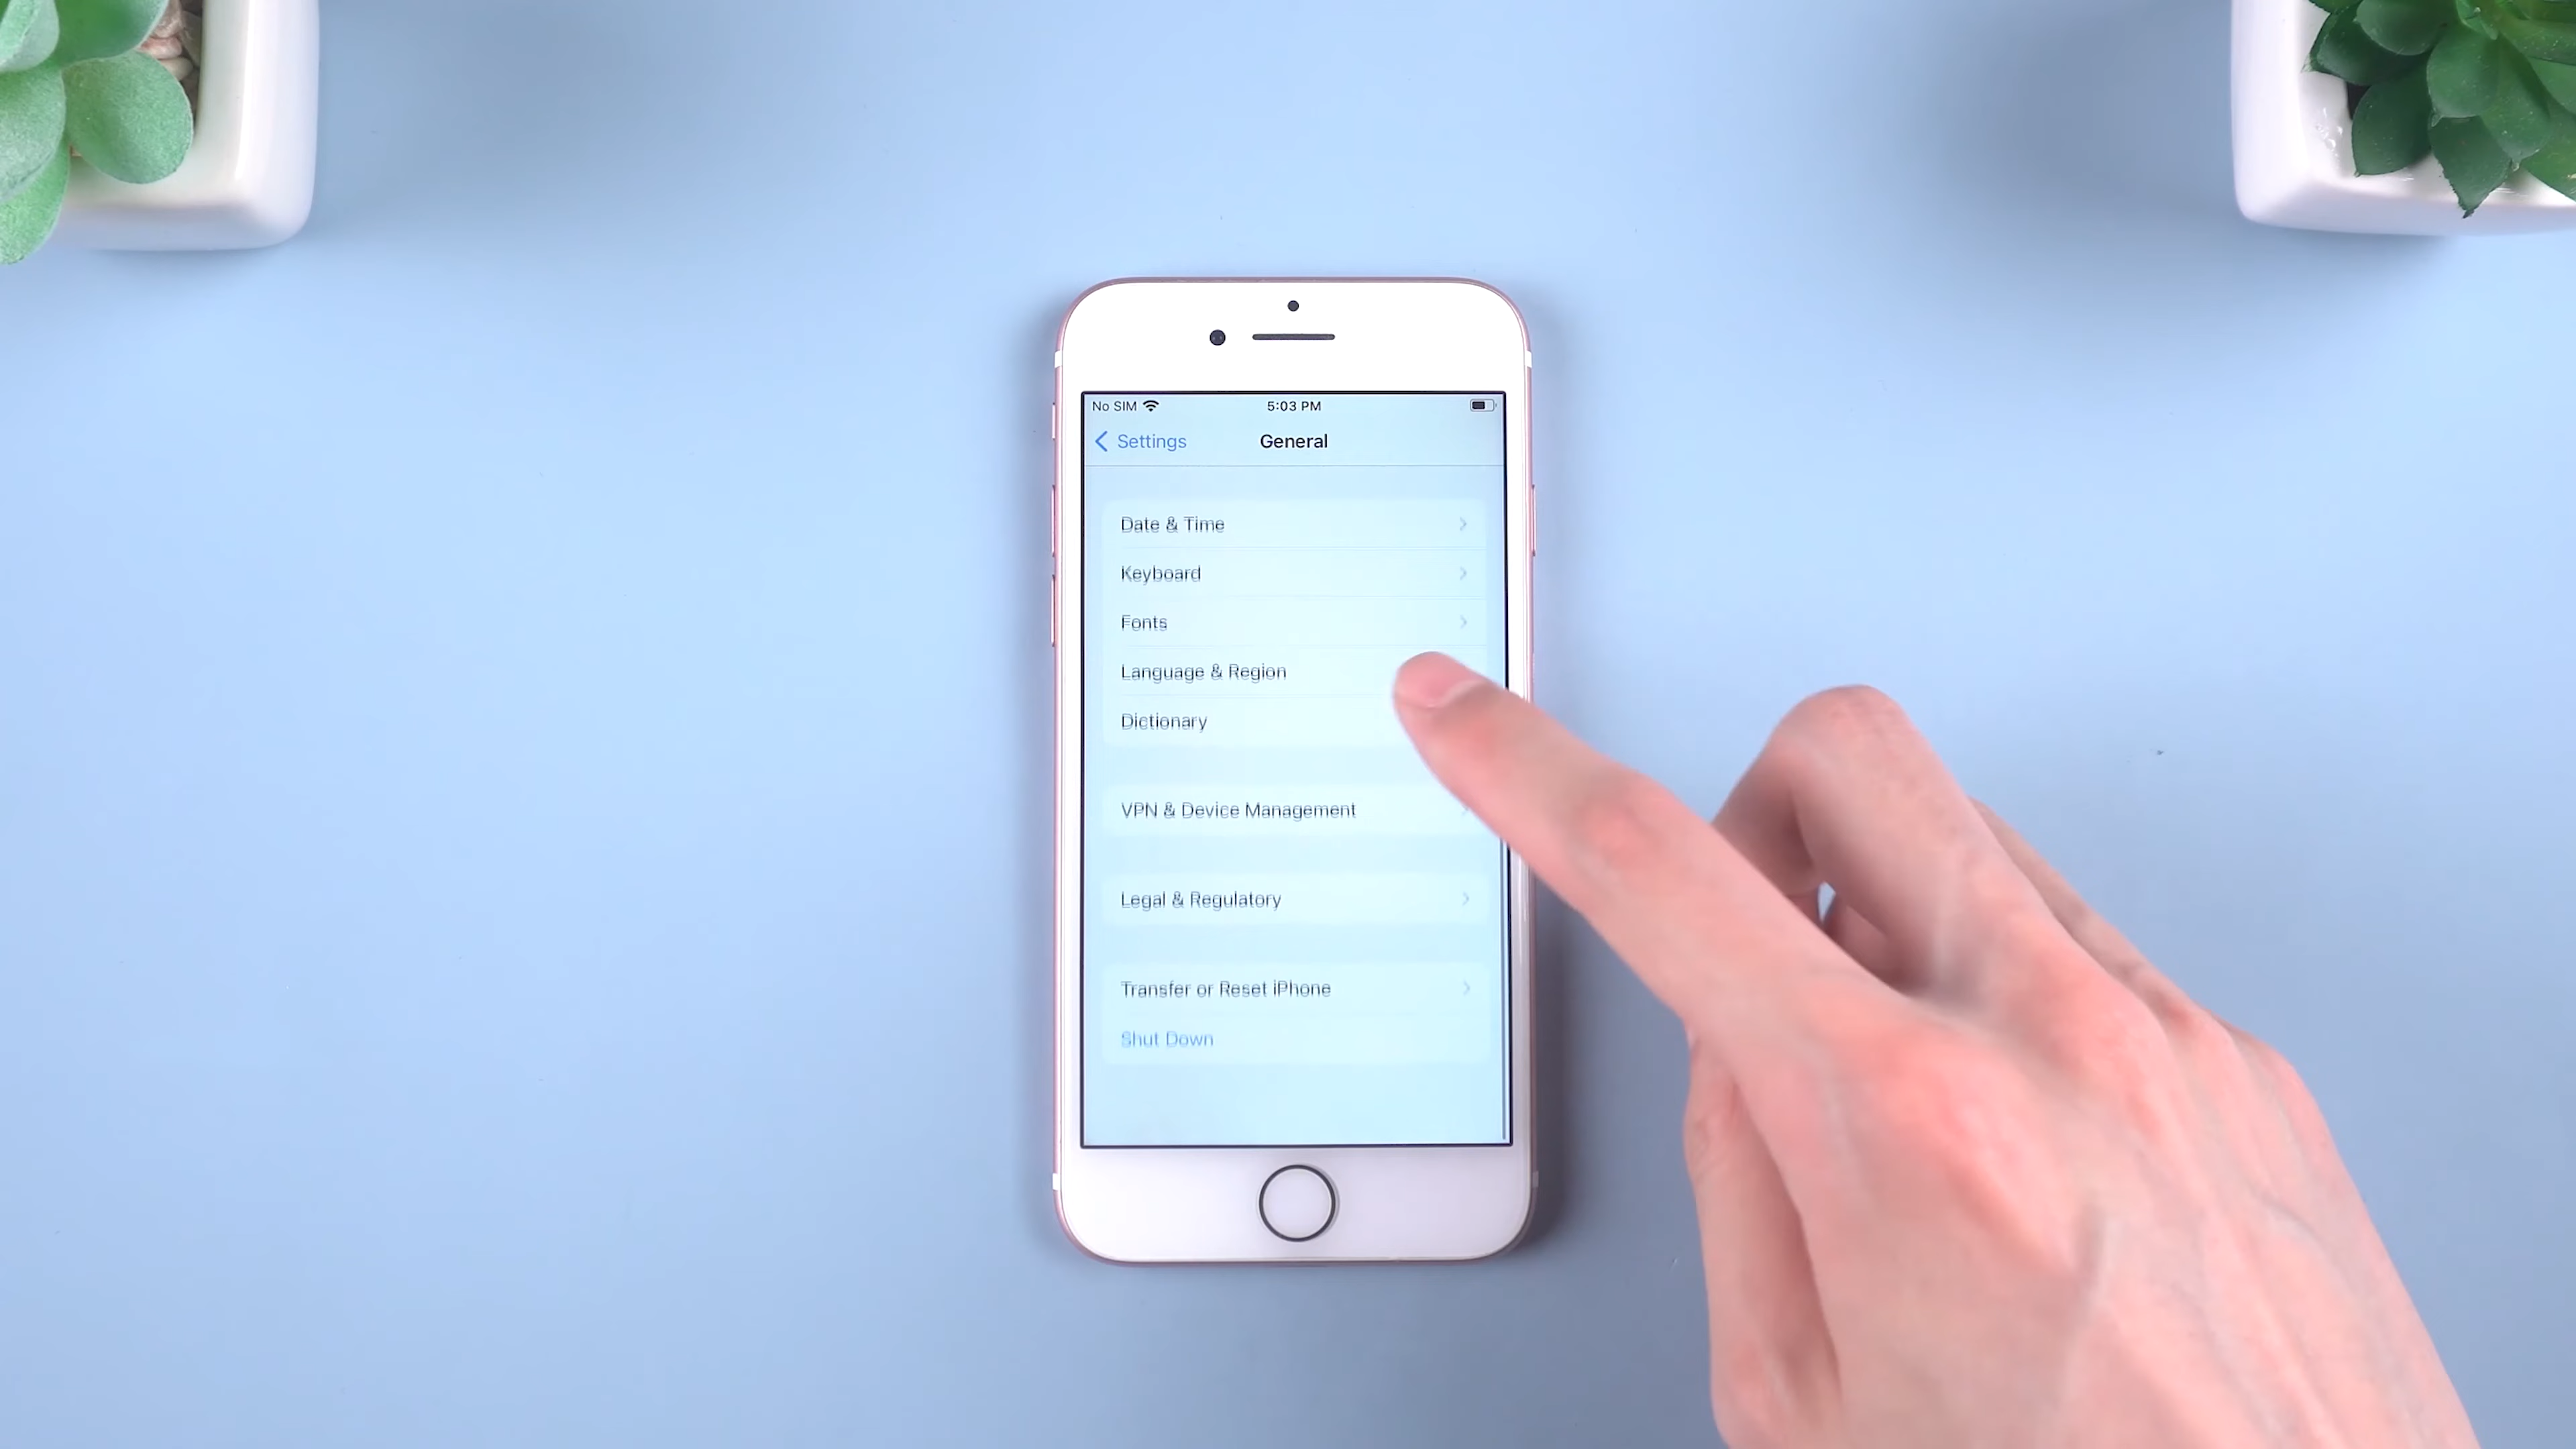 No SIM 5:03 PM
Settings General
Date & Time
Keyboard
Fonts
Language & Region
Dictionary
VPN & Device Management
Legal & Regulatory
Transfer or Reset iPhone
Shut Down